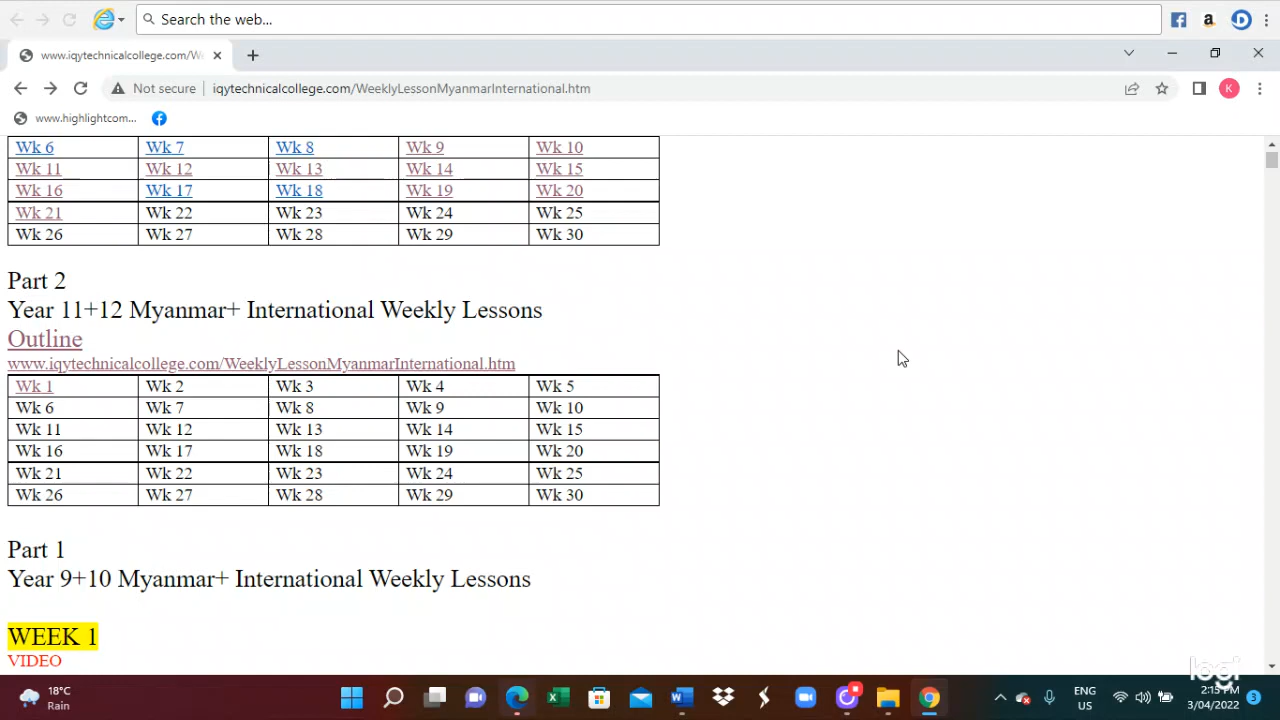 Search the web...
www.iqytechnicalcollege.com/We
Not secure iqytechnicalcollege.com/WeeklyLessonMyanmarInternational.htm K
www.highlightcom...
Wk 6 Wk 7 Wk 8 Wk 9 Wk 10
Wk 11 Wk 12 Wk 13 Wk 14 Wk 15
Wk 16 Wk 17 Wk 18 Wk 19 Wk 20
Wk 21 Wk 22 Wk 23 Wk 24 Wk 25
Wk 26 Wk 27 Wk 28 Wk 29 Wk 30
Part 2
Year 11+12 Myanmar+ International Weekly Lessons
Outline
www.iqytechnicalcollege.com/WeeklyLessonMyanmarInternational.htm
Wk 1 Wk 2 Wk 3 Wk 4 Wk 5
Wk 6 Wk 7 Wk 8 Wk 9 Wk 10
Wk 11 Wk 12 Wk 13 Wk 14 Wk 15
Wk 16 Wk 17 Wk 18 Wk 19 Wk 20
Wk 21 Wk 22 Wk 23 Wk 24 Wk 25
Wk 26 Wk 27 Wk 28 Wk 29 Wk 30
Part 1
Year 9+10 Myanmar+ International Weekly Lessons
WEEK 1
VIDEO
logi
18°C ENG 2:15 PM
Rain US 3/04/2022 3